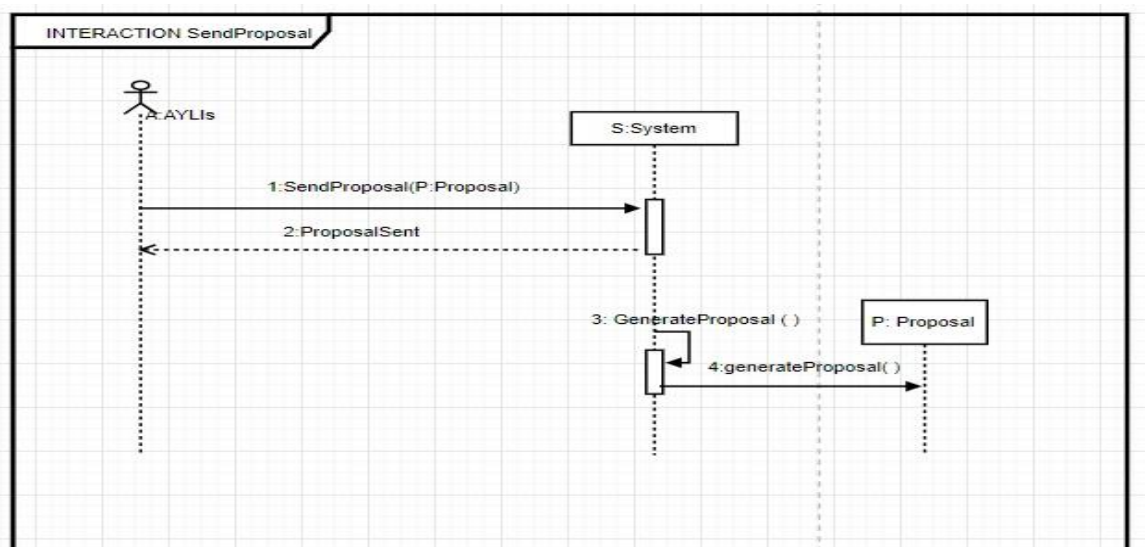 INTERACTION SendProposal
A:AYLIs
S:System
1:SendProposal(P:Proposal)
2:ProposalSent
3: GenerateProposal ( )
P: Proposal
4:generateProposal( )